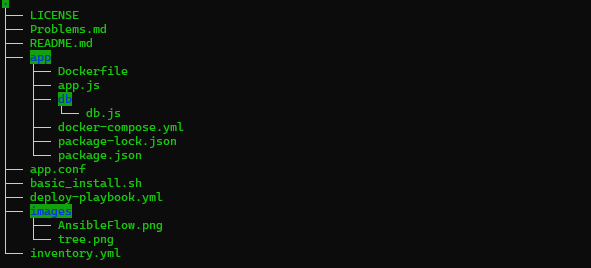 .
├── LICENSE
├── Problems.md
├── README.md
├── app
│   ├── Dockerfile
│   ├── app.js
│   ├── db
│   │   └── db.js
│   ├── docker-compose.yml
│   ├── package-lock.json
│   └── package.json
├── app.conf
├── basic_install.sh
├── deploy-playbook.yml
├── images
│   ├── AnsibleFlow.png
│   └── tree.png
└── inventory.yml